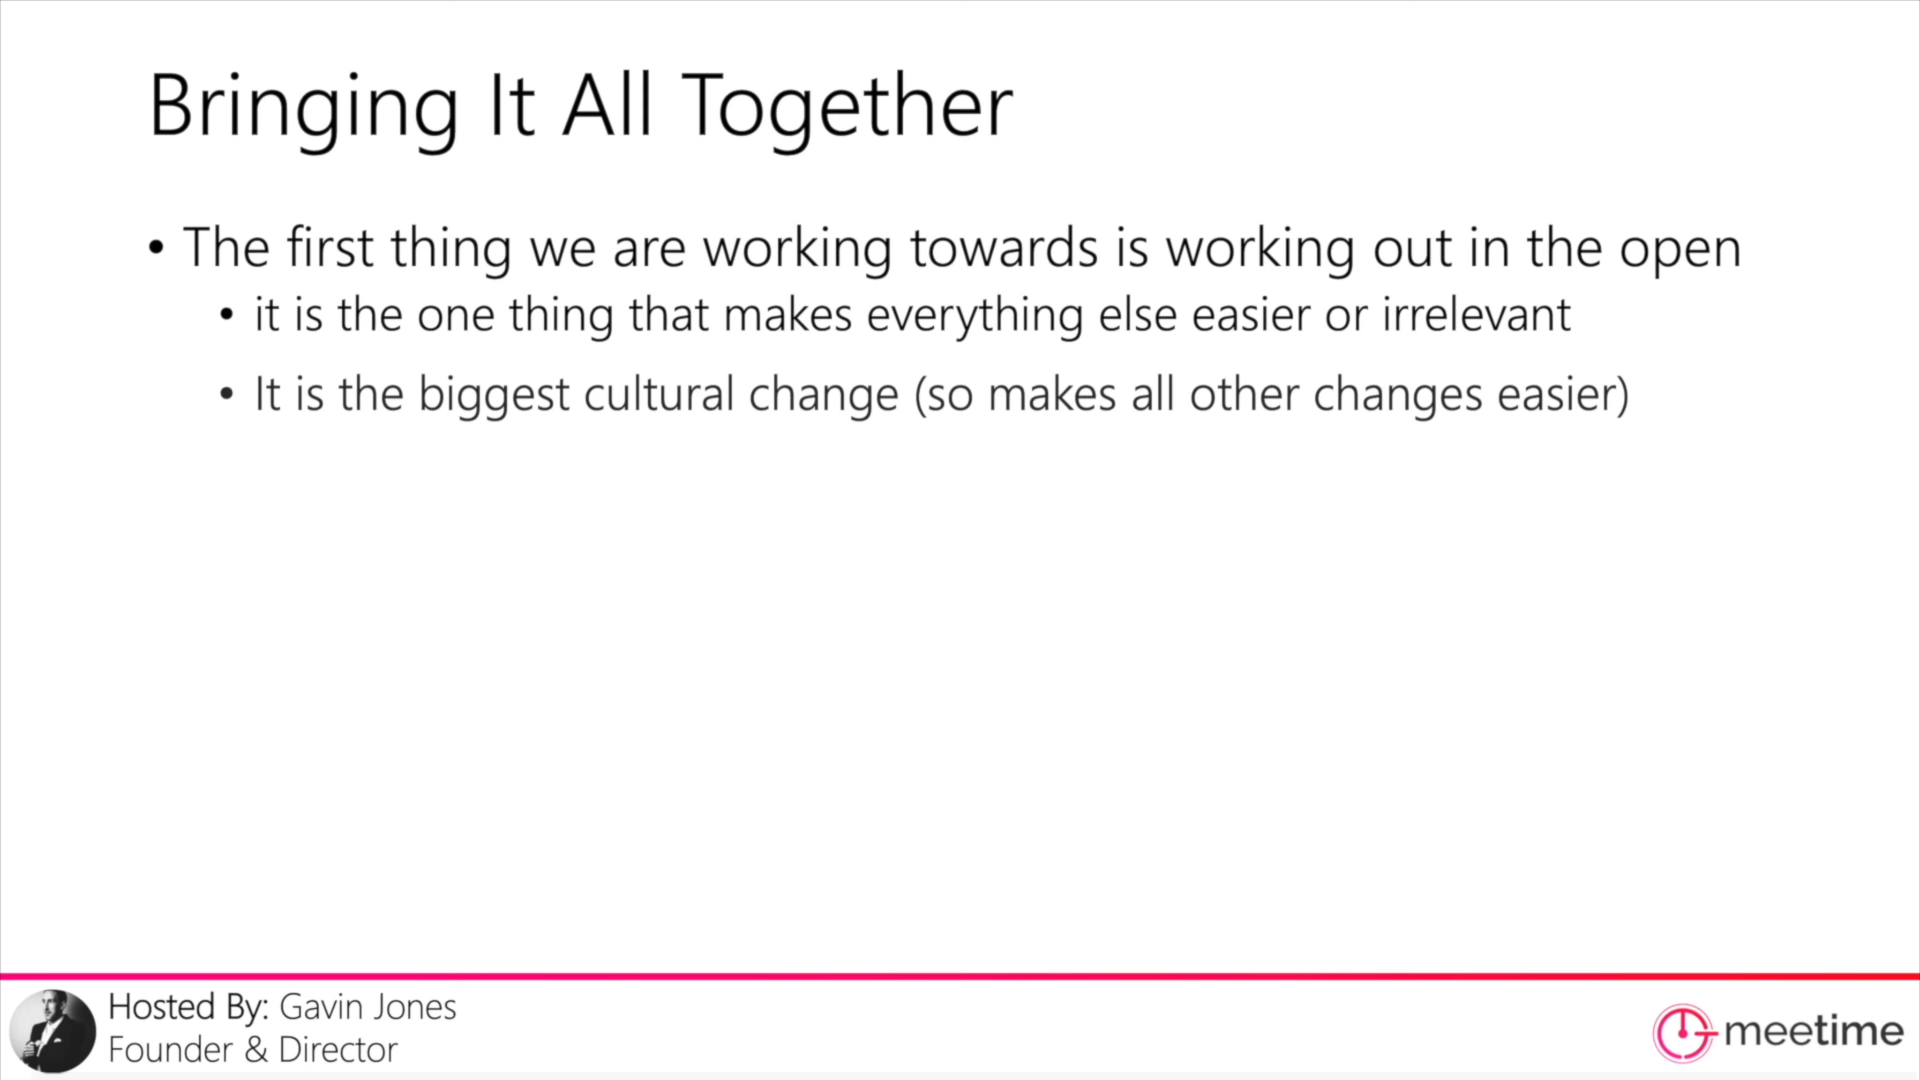 Bringing It All Together
• The first thing we are working towards is working out in the open
• it is the one thing that makes everything else easier or irrelevant
• It is the biggest cultural change (so makes all other changes easier)
Hosted By: Gavin Jones
Founder & Director
meetime